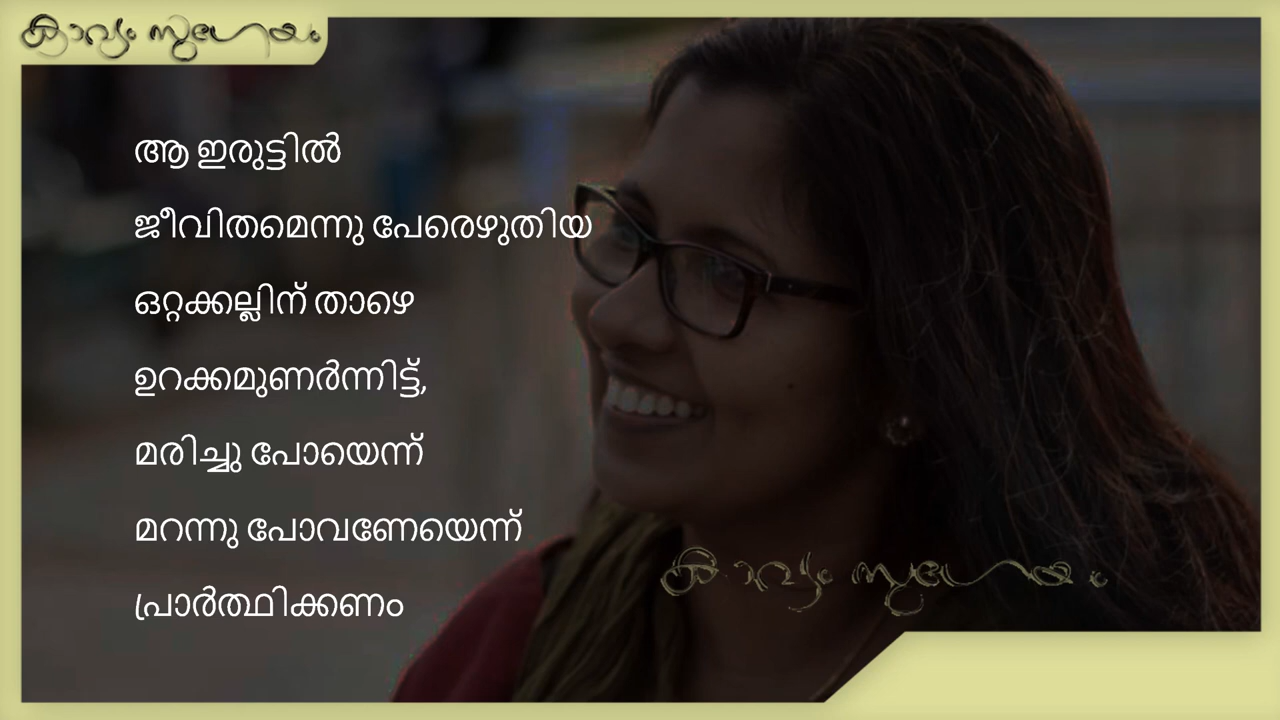 കാവ്യം സുഗേയം
ആ ഇരുട്ടിൽ
ജീവിതമെന്നു പേരെഴുതിയ
ഒറ്റക്കല്ലിന് താഴെ
ഉറക്കമുണർന്നിട്ട്,
മരിച്ചു പോയെന്ന്
മറന്നു പോവണേയെന്ന്
പ്രാർത്ഥിക്കണം
കാവ്യം സുഗേയം